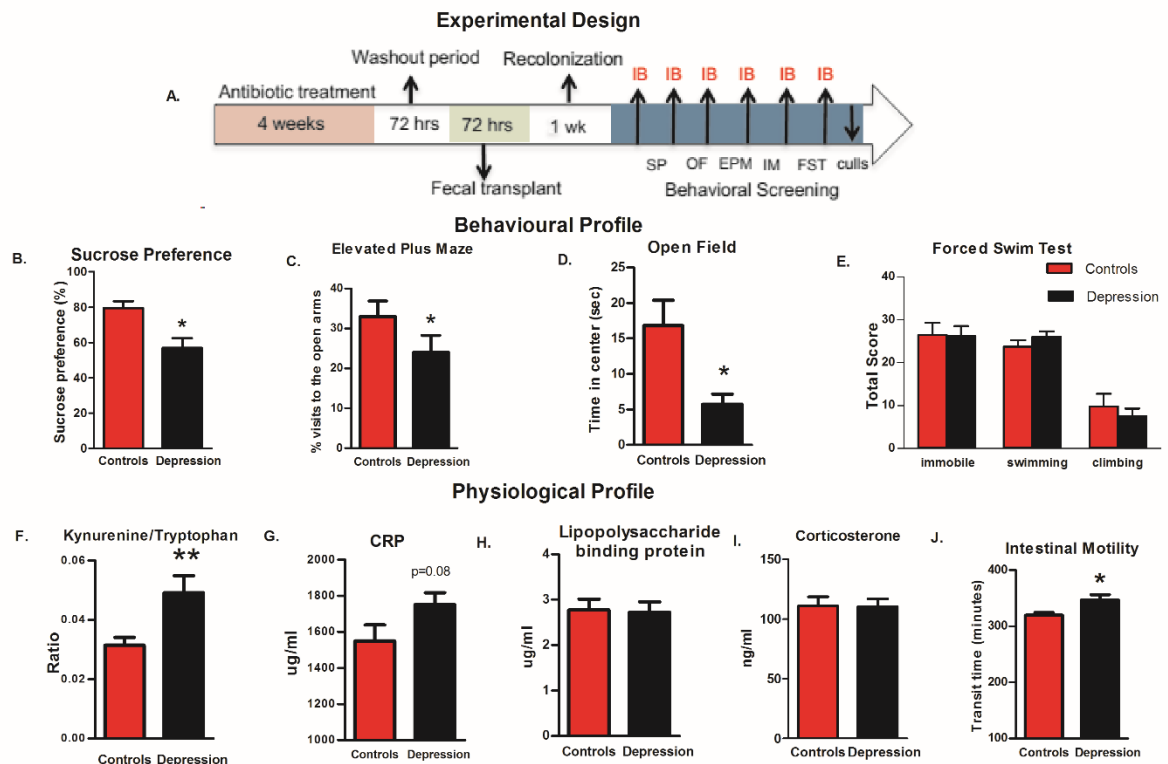 Experimental Design
A.
Washout period
Recolonization
IB IB IB IB IB IB
Antibiotic treatment
4 weeks
72 hrs
72 hrs
1 wk
Fecal transplant
SP OF EPM IM FST culls
Behavioral Screening
Behavioural Profile
B.
Sucrose Preference
Sucrose preference (%)
100
80
60
40
20
0
*
Controls Depression
C.
Elevated Plus Maze
% visits to the open arms
40
30
20
10
0
*
Controls Depression
D.
Open Field
Time in center (sec)
25
20
15
10
5
0
*
Controls Depression
E.
Forced Swim Test
Controls
Depression
Total Score
40
30
20
10
0
immobile swimming climbing
Physiological Profile
F.
Kynurenine/Tryptophan
Ratio
0.06
0.04
0.02
0.00
**
Controls Depression
G.
CRP
ug/ml
2000
1800
1600
1400
1200
1000
p=0.08
Controls Depression
H.
Lipopolysaccharide
binding protein
ug/ml
4
3
2
1
0
Controls Depression
I.
Corticosterone
ng/ml
150
100
50
0
Controls Depression
J.
Intestinal Motility
Transit time (minutes)
400
300
200
100
*
Controls Depression